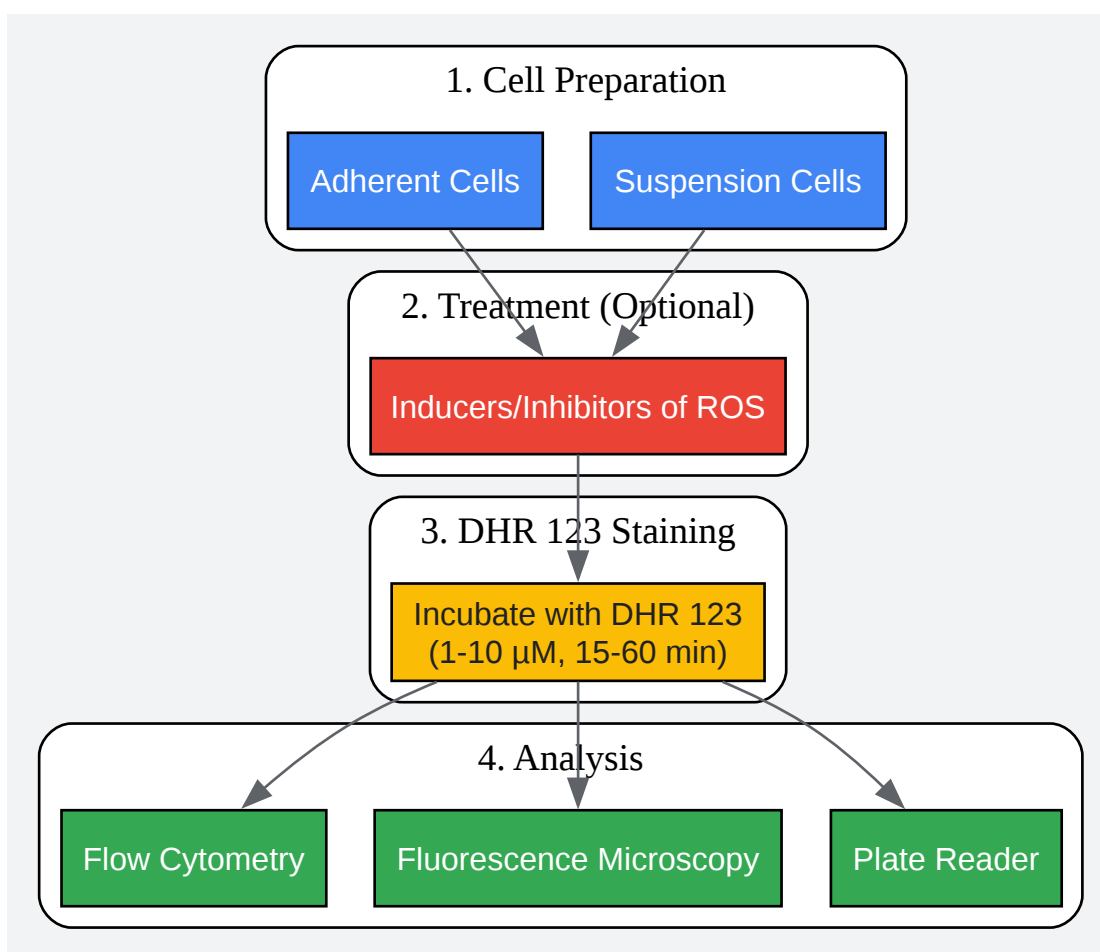 1. Cell Preparation
Adherent Cells
Suspension Cells
2. Treatment (Optional)
Inducers/Inhibitors of ROS
3. DHR 123 Staining
Incubate with DHR 123
(1-10 µM, 15-60 min)
4. Analysis
Flow Cytometry
Fluorescence Microscopy
Plate Reader